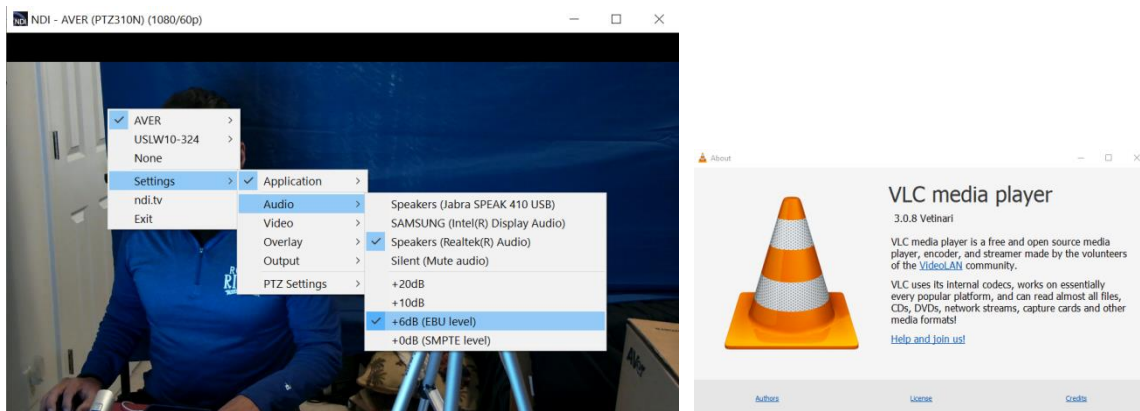 NDI NDI - AVER (PTZ310N) (1080/60p)
AVER
USLW10-324
None
Settings
ndi.tv
Exit
Application
Audio
Video
Overlay
Output
PTZ Settings
Speakers (Jabra SPEAK 410 USB)
SAMSUNG (Intel(R) Display Audio)
Speakers (Realtek(R) Audio)
Silent (Mute audio)
+20dB
+10dB
+6dB (EBU level)
+0dB (SMPTE level)
About
VLC media player
3.0.8 Vetinari
VLC media player is a free and open source media
player, encoder, and streamer made by the volunteers
of the VideoLAN community.
VLC uses its internal codecs, works on essentially
every popular platform, and can read almost all files,
CDs, DVDs, network streams, capture cards and other
media formats!
Help and join us!
Authors
License
Credits